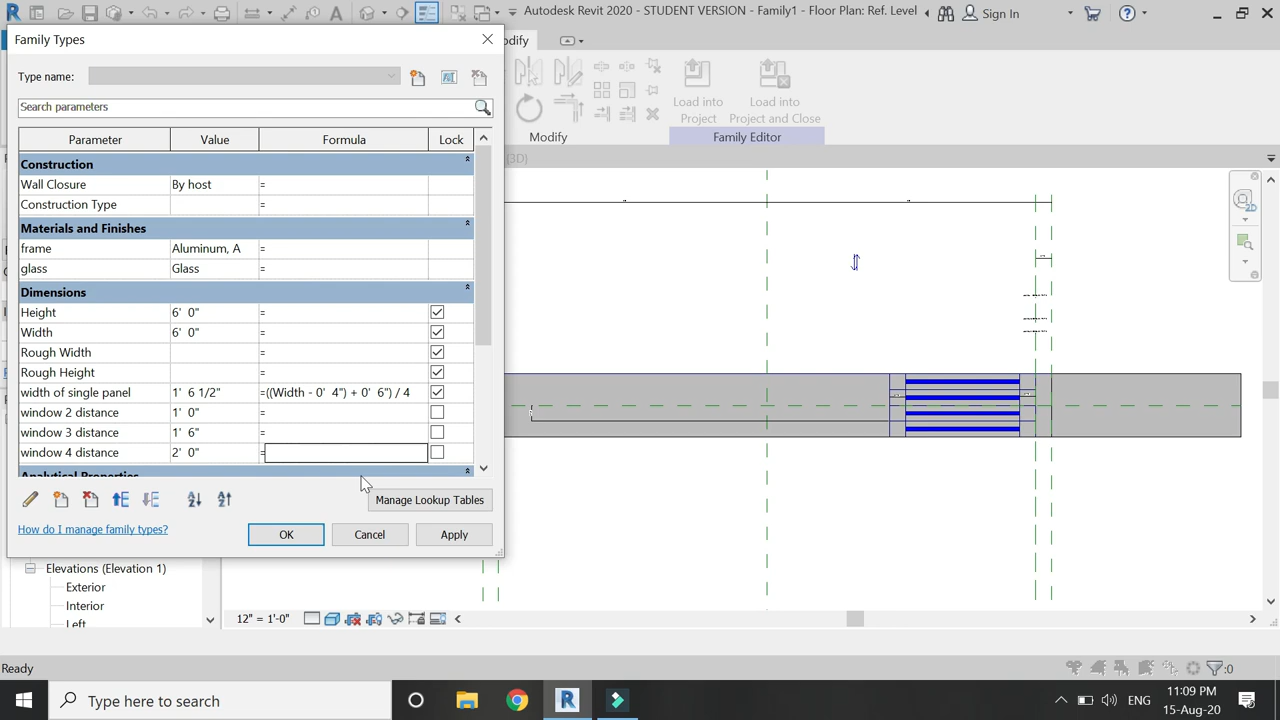 Autodesk Revit 2020 - STUDENT VERSION - Family1 - Floor Plan: Ref. Level
Sign In
Family Types
odify
Type name:
Search parameters
Load into
Project
Load into
Project and Close
Modify
Family Editor
Parameter Value Formula Lock
{3D}
Construction
Wall Closure By host =
Construction Type =
Materials and Finishes
frame Aluminum, A =
glass Glass =
Dimensions
Height 6' 0" =
Width 6' 0" =
Rough Width =
Rough Height =
width of single panel 1' 6 1/2" =((Width - 0' 4") + 0' 6") / 4
window 2 distance 1' 0" =
window 3 distance 1' 6" =
window 4 distance 2' 0" =
Analytical Properties
Manage Lookup Tables
How do I manage family types?
OK Cancel Apply
Elevations (Elevation 1)
Exterior
Interior
Left
12" = 1'-0"
Ready
:0
Type here to search
ENG
11:09 PM
15-Aug-20